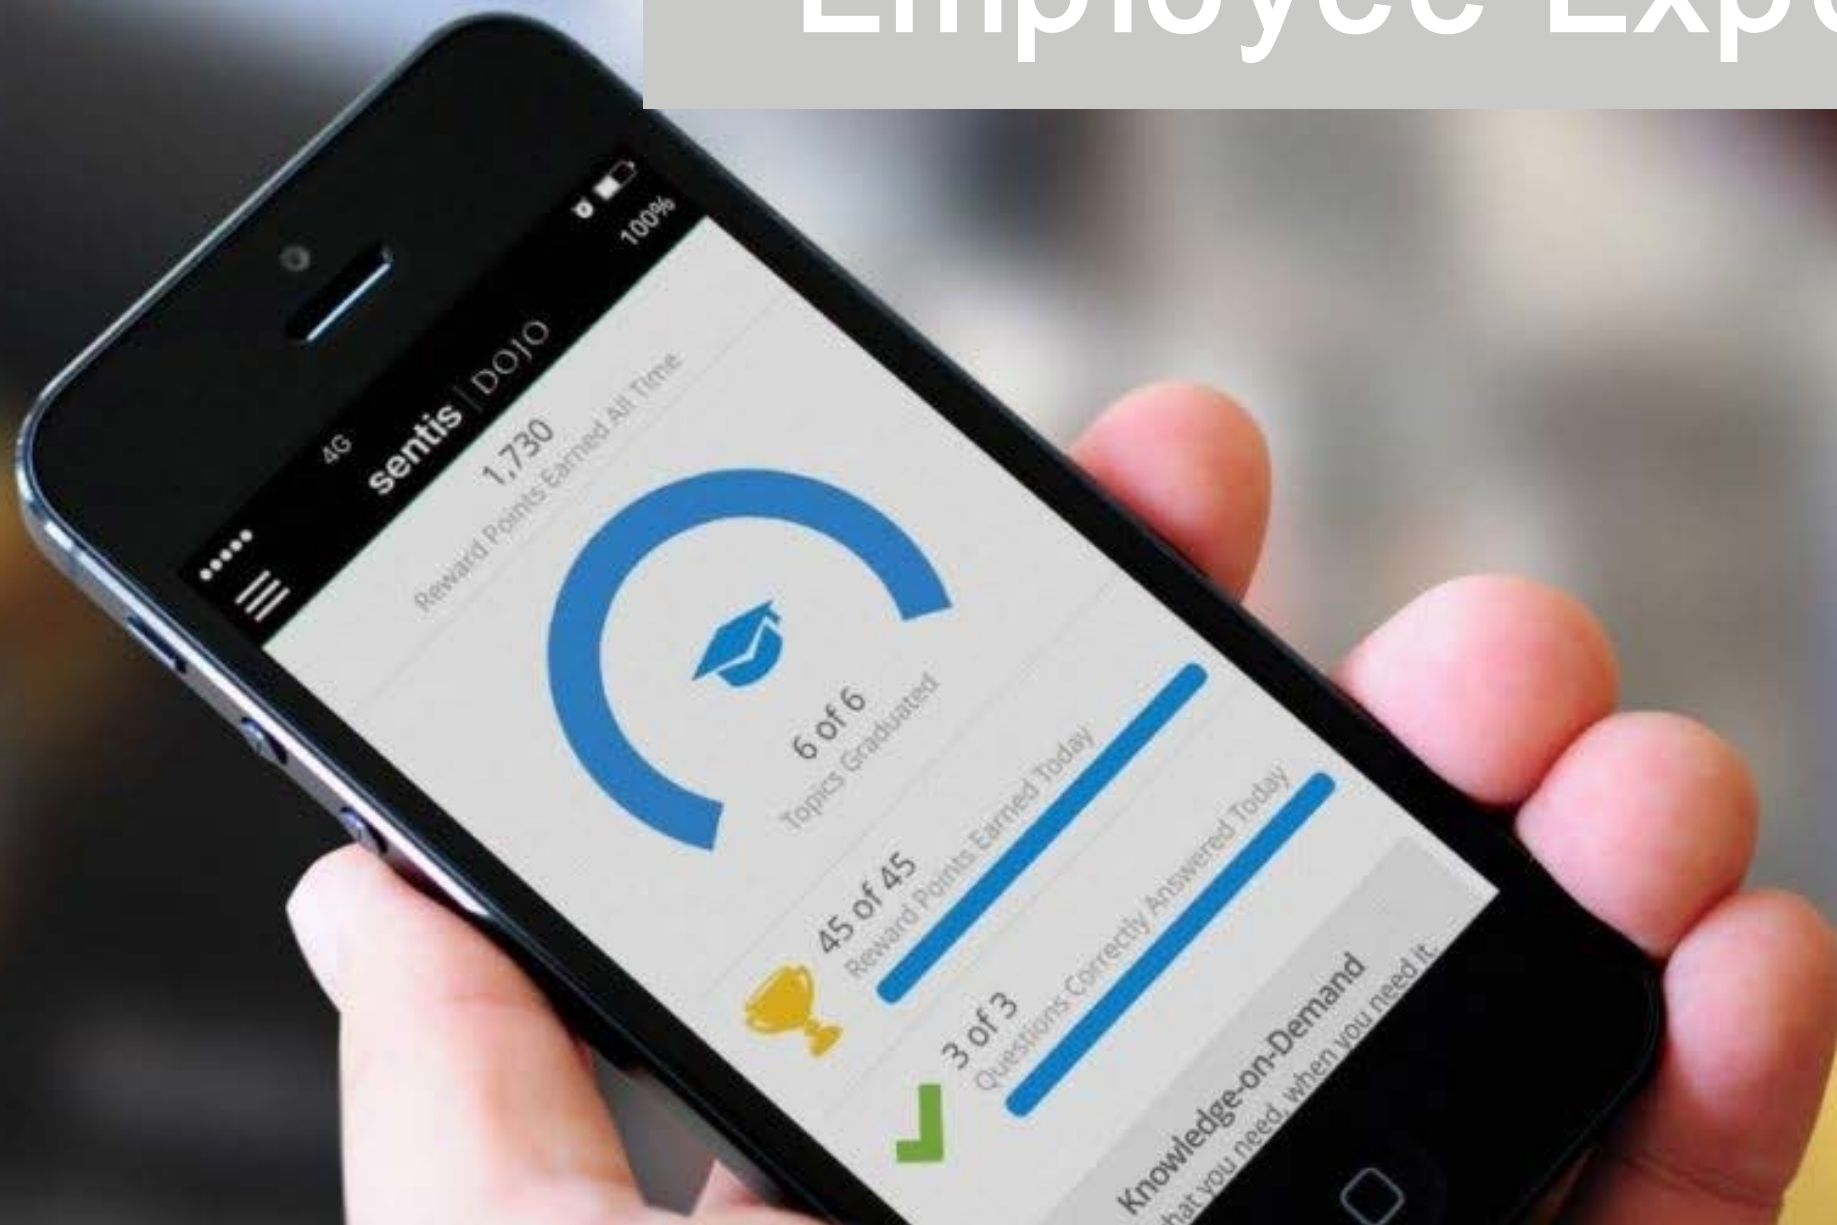 Employee Exp
4G
100%
sentis | DOJO
1,730
Reward Points Earned All Time
6 of 6
Topics Graduated
45 of 45
Reward Points Earned Today
3 of 3
Questions Correctly Answered Today
Knowledge-on-Demand
hat you need, when you need it.